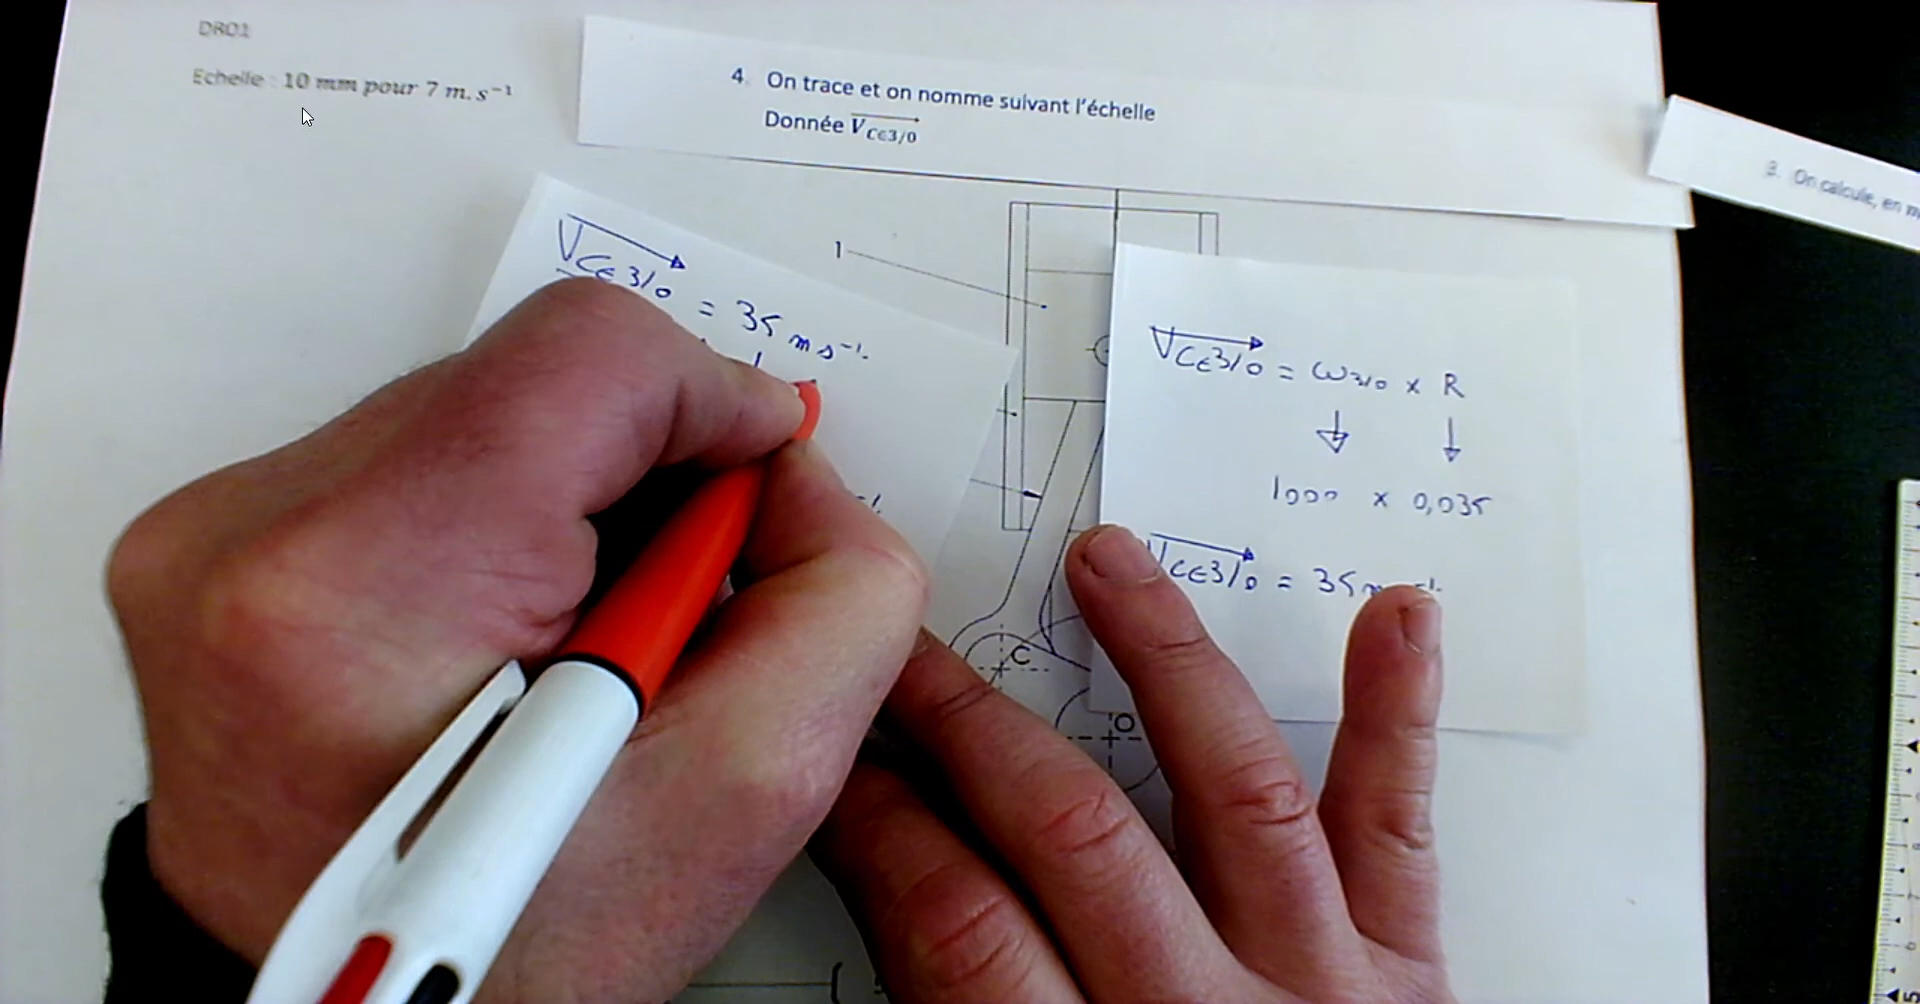 DR01
Echelle : 10 mm pour 7 m.s⁻¹
4. On trace et on nomme suivant l'échelle
Donnée V_C∈3/0
3. On calcule, en
1
V_C∈3/0 = 35 m s⁻¹.
V_C∈3/0 = ω_3/0 × R
1000 × 0,035
V_C∈3/0 = 35 m
C
O